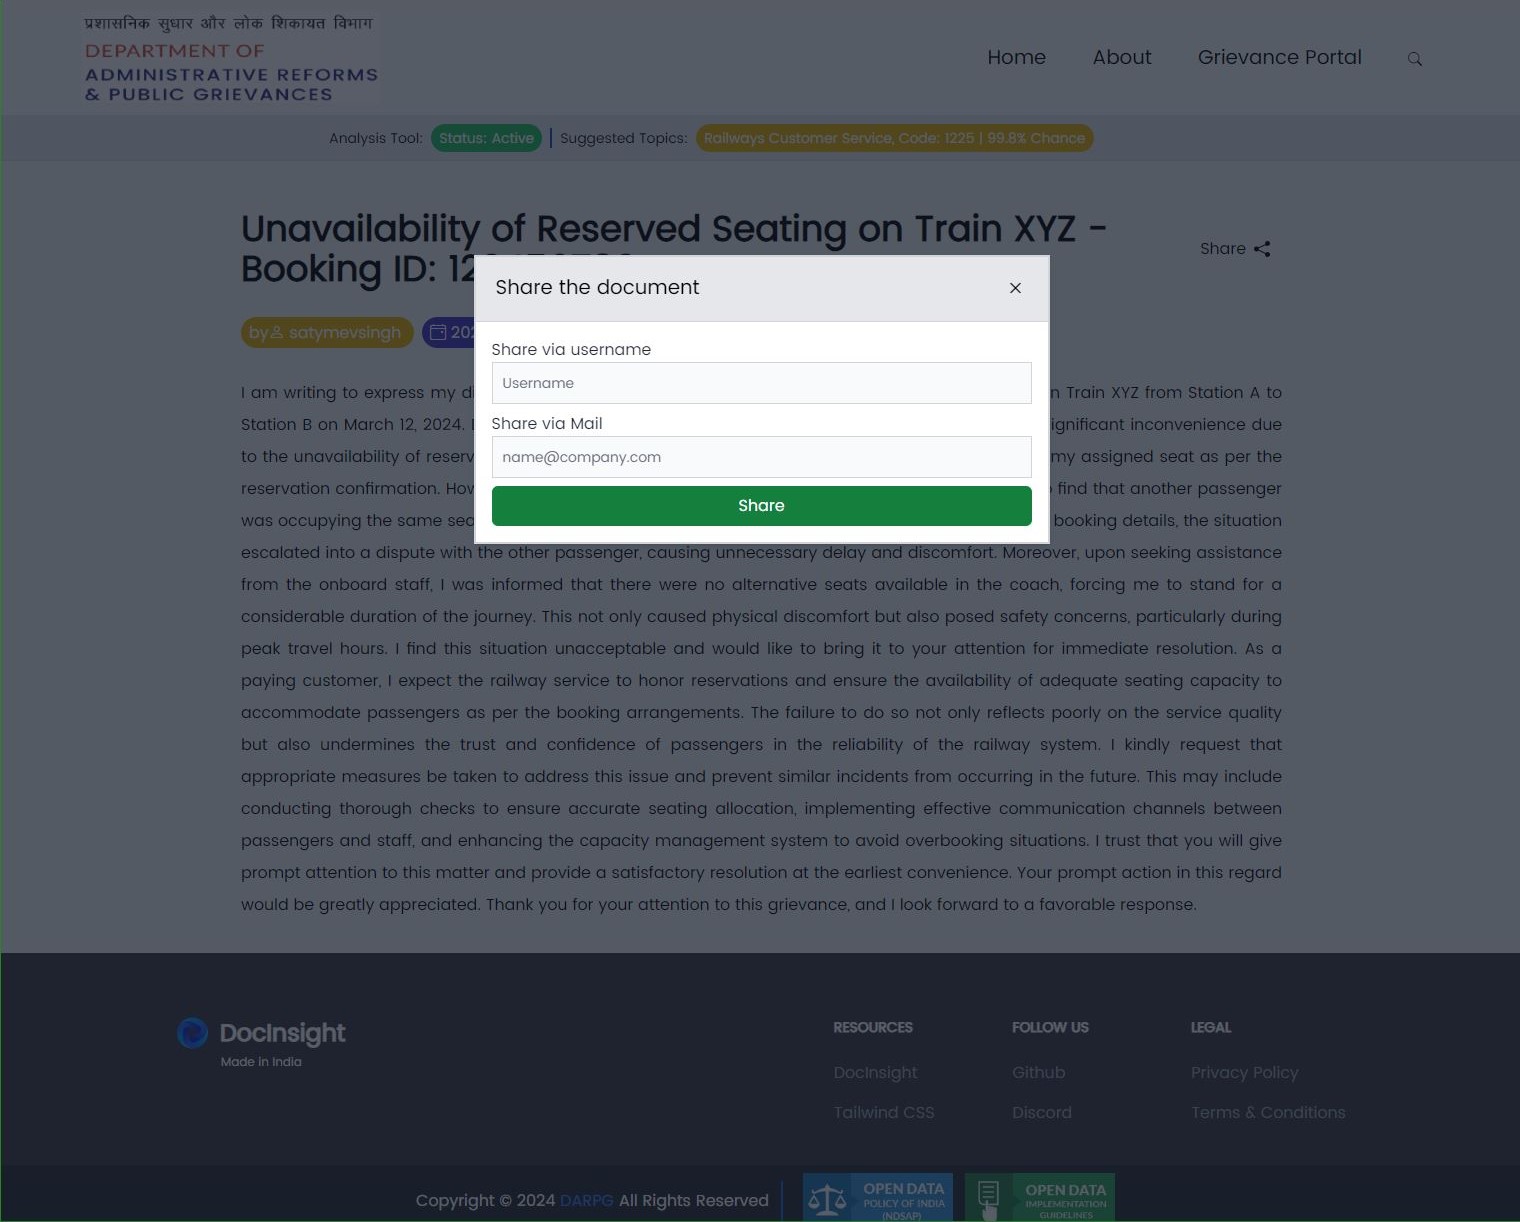 प्रशासनिक सुधार और लोक शिकायत विभाग
DEPARTMENT OF
ADMINISTRATIVE REFORMS
& PUBLIC GRIEVANCES
Home About Grievance Portal
Analysis Tool: Status: Active Suggested Topics: Railways Customer Service, Code: 1225 | 99.8% Chance
Unavailability of Reserved Seating on Train XYZ -
Booking ID:
Share
by satymevsingh
Share the document
Share via username
Username
Share via Mail
name@company.com
Share
I am writing to express my Train XYZ from Station A to
Station B on March 12, 2024. significant inconvenience due
to the unavailability of my assigned seat as per the
reservation confirmation. find that another passenger
was occupying the same booking details, the situation
escalated into a dispute with the other passenger, causing unnecessary delay and discomfort. Moreover, upon seeking assistance
from the onboard staff, I was informed that there were no alternative seats available in the coach, forcing me to stand for a
considerable duration of the journey. This not only caused physical discomfort but also posed safety concerns, particularly during
peak travel hours. I find this situation unacceptable and would like to bring it to your attention for immediate resolution. As a
paying customer, I expect the railway service to honor reservations and ensure the availability of adequate seating capacity to
accommodate passengers as per the booking arrangements. The failure to do so not only reflects poorly on the service quality
but also undermines the trust and confidence of passengers in the reliability of the railway system. I kindly request that
appropriate measures be taken to address this issue and prevent similar incidents from occurring in the future. This may include
conducting thorough checks to ensure accurate seating allocation, implementing effective communication channels between
passengers and staff, and enhancing the capacity management system to avoid overbooking situations. I trust that you will give
prompt attention to this matter and provide a satisfactory resolution at the earliest convenience. Your prompt action in this regard
would be greatly appreciated. Thank you for your attention to this grievance, and I look forward to a favorable response.
DocInsight
Made in India
RESOURCES
DocInsight
Tailwind CSS
FOLLOW US
Github
Discord
LEGAL
Privacy Policy
Terms & Conditions
Copyright © 2024 DARPG All Rights Reserved
OPEN DATA
POLICY OF INDIA
(NDSAP)
OPEN DATA
IMPLEMENTATION
GUIDELINES